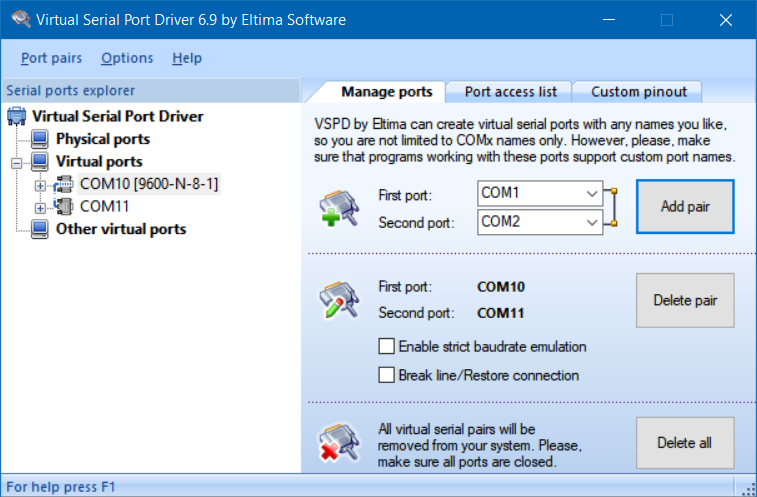 Virtual Serial Port Driver 6.9 by Eltima Software
Port pairs Options Help
Serial ports explorer
Virtual Serial Port Driver
Physical ports
Virtual ports
COM10 [9600-N-8-1]
COM11
Other virtual ports
Manage ports Port access list Custom pinout
VSPD by Eltima can create virtual serial ports with any names you like,
so you are not limited to COMx names only. However, please, make
sure that programs working with these ports support custom port names.
First port: COM1
Second port: COM2
Add pair
First port: COM10
Second port: COM11
Delete pair
Enable strict baudrate emulation
Break line/Restore connection
All virtual serial pairs will be
removed from your system. Please,
make sure all ports are closed.
Delete all
For help press F1